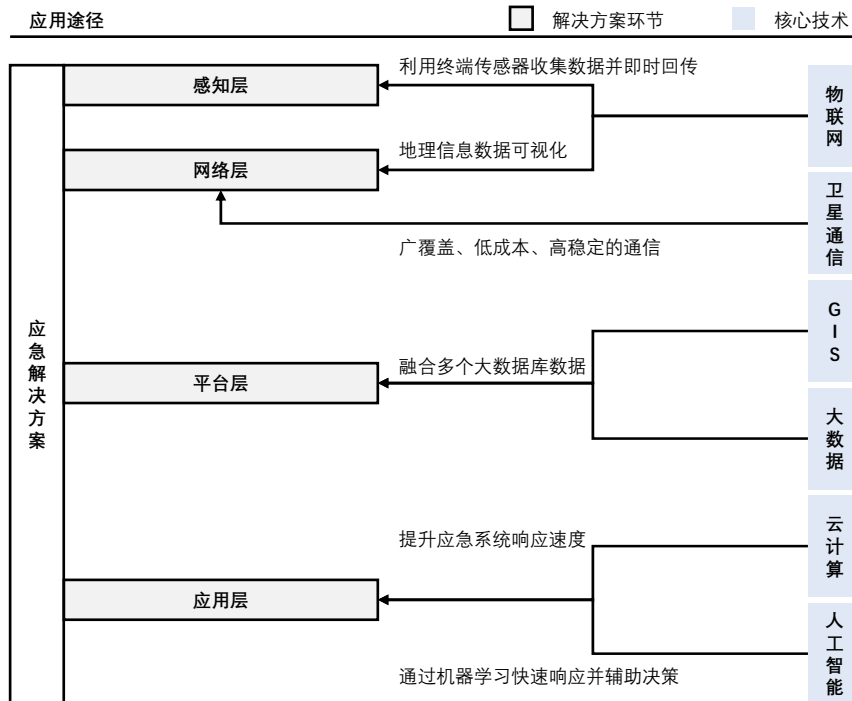 应用途径
解决方案环节
核心技术
利用终端传感器收集数据并即时回传
感知层
物联网
地理信息数据可视化
网络层
卫星通信
广覆盖、低成本、高稳定的通信
GIS
应急解决方案
融合多个大数据库数据
平台层
大数据
提升应急系统响应速度
云计算
应用层
人工智能
通过机器学习快速响应并辅助决策